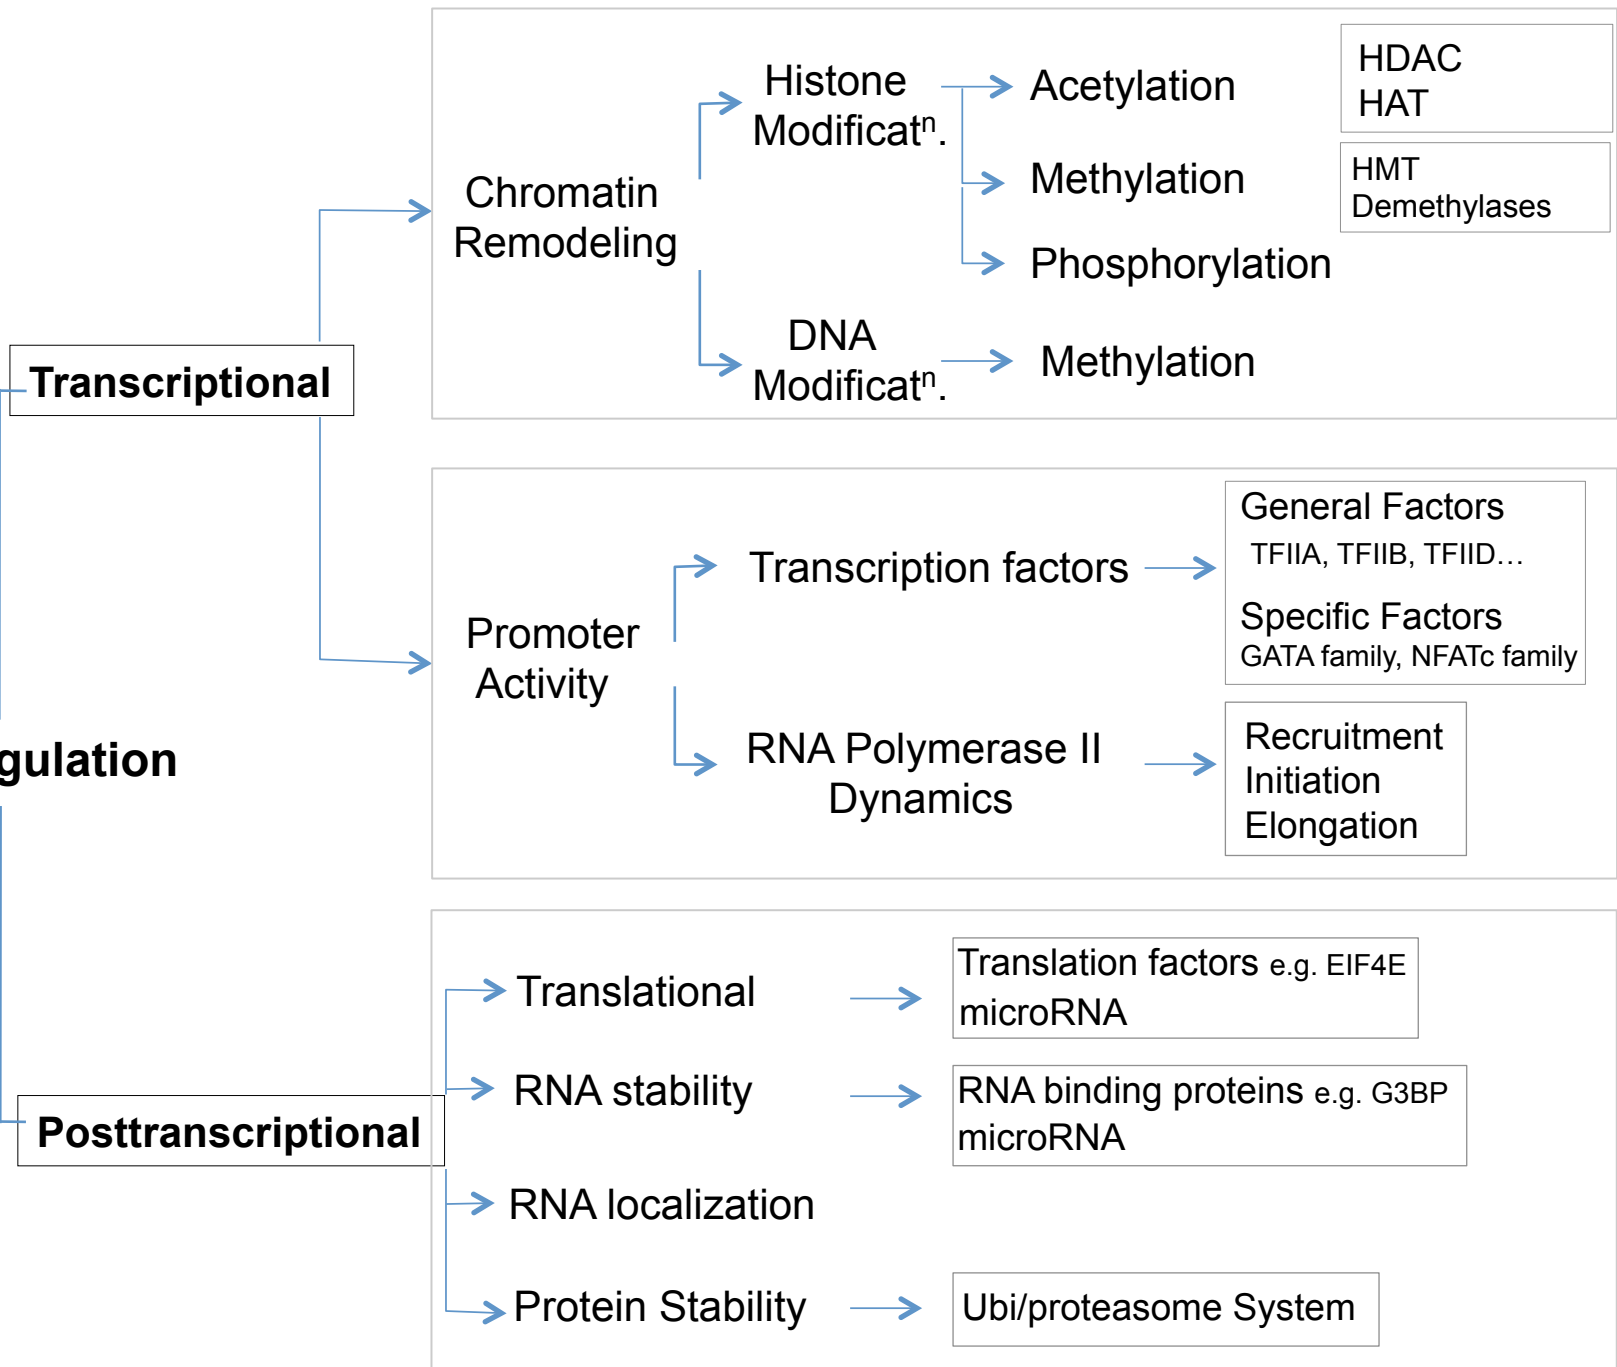 Histone
Modificatⁿ.
Acetylation
HDAC
HAT
Methylation
HMT
Demethylases
Chromatin
Remodeling
Phosphorylation
DNA
Modificatⁿ.
Methylation
Transcriptional
General Factors
TFIIA, TFIIB, TFIID…
Transcription factors
Specific Factors
GATA family, NFATc family
Promoter
Activity
gulation
RNA Polymerase II
Dynamics
Recruitment
Initiation
Elongation
Translational
Translation factors e.g. EIF4E
microRNA
RNA stability
RNA binding proteins e.g. G3BP
microRNA
Posttranscriptional
RNA localization
Protein Stability
Ubi/proteasome System